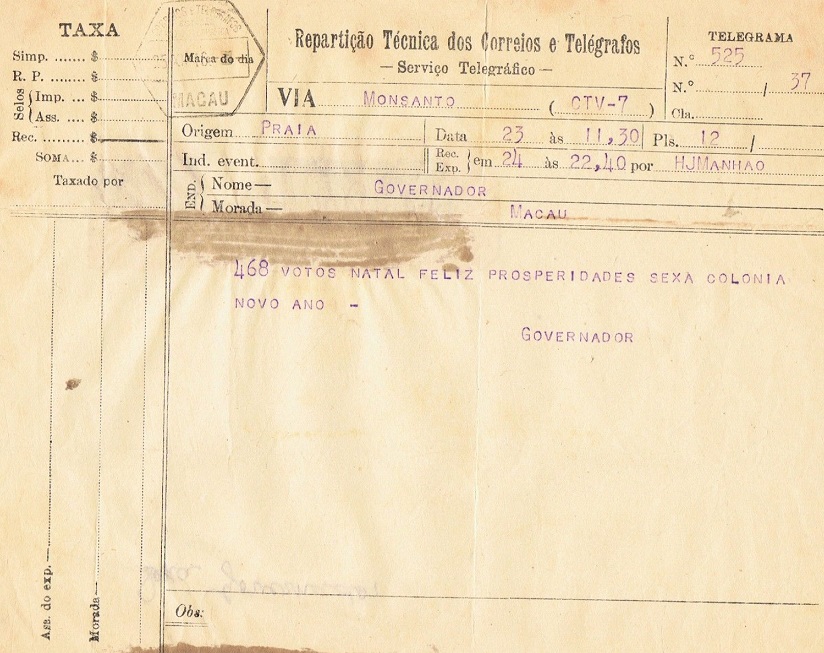 TAXA
Simp. ....... $
R. P. ........ $
Selos
Imp. ... $
Ass. .... $
Rec. .......... $
SOMA... $
Taxado por
Marca do dia
MACAU
Repartição Técnica dos Correios e Telégrafos
— Serviço Telegráfico —
VIA MONSANTO ( CTV-7 )
TELEGRAMA
N.º 525
N.º / 37
Cla.
Origem PRAIA Data 23 às 11,30 Pls. 12 /
Ind. event. Rec. Exp. em 24 às 22,40 por HJMANHAO
END.
Nome — GOVERNADOR
Morada — MACAU
468 VOTOS NATAL FELIZ PROSPERIDADES SEXA COLONIA
NOVO ANO -
GOVERNADOR
Ass. do exp. —
Morada —
Obs: